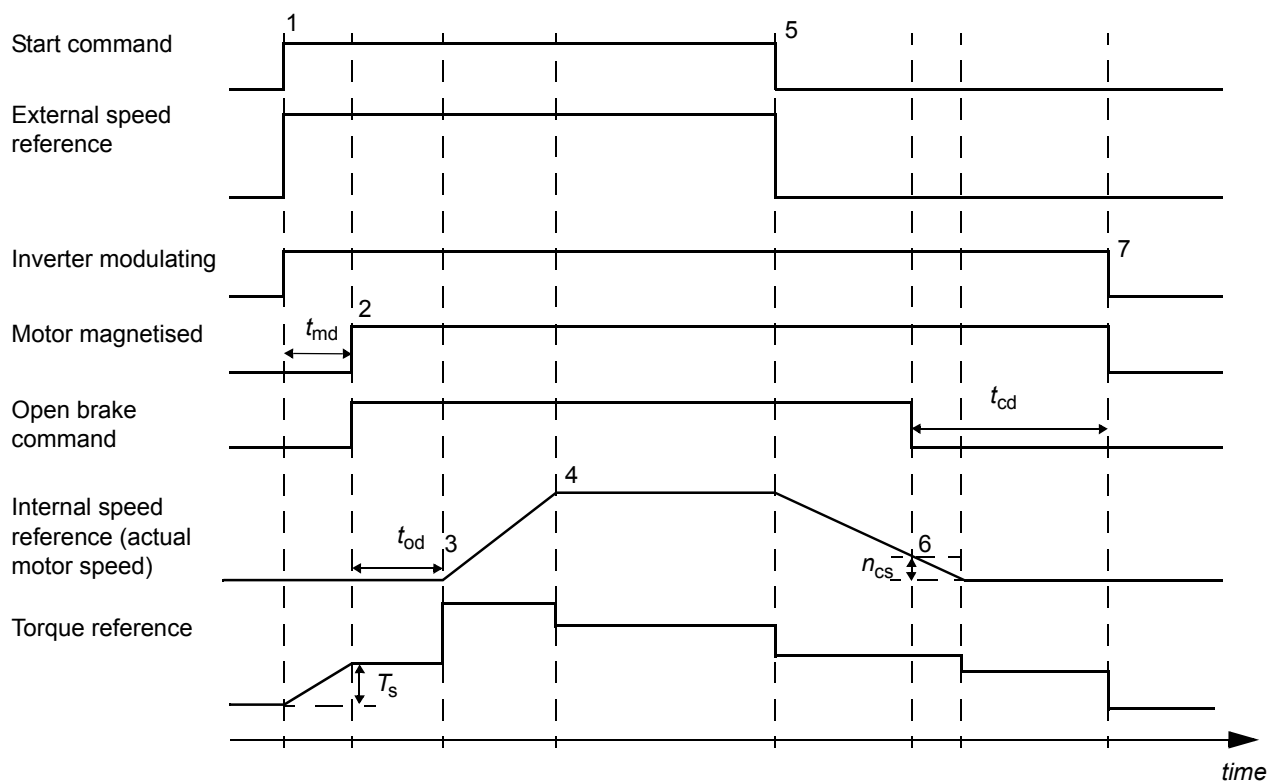 1
5
Start command
External speed
reference
Inverter modulating
7
2
Motor magnetised
tmd
Open brake
command
tcd
4
Internal speed
reference (actual
motor speed)
tod
3
6
ncs
Torque reference
Ts
time